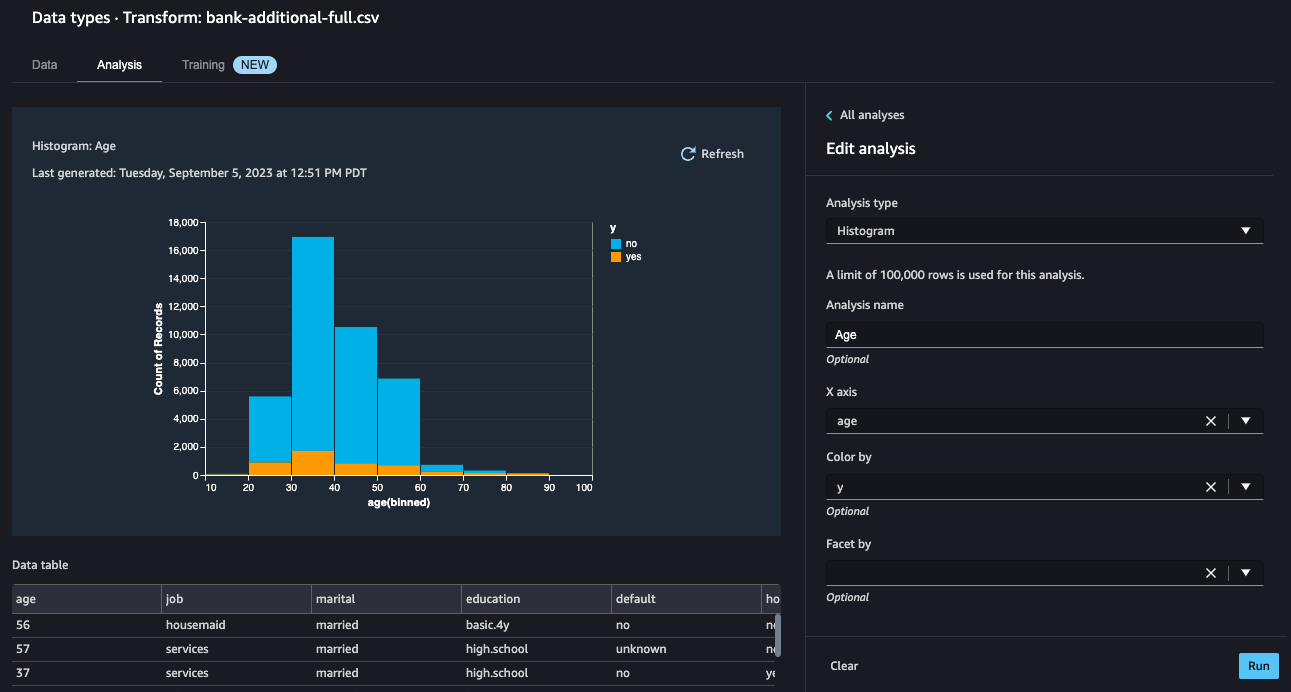 Data types · Transform: bank-additional-full.csv
Data
Analysis
Training
NEW
Histogram: Age
Last generated: Tuesday, September 5, 2023 at 12:51 PM PDT
Refresh
18,000
16,000
14,000
12,000
10,000
8,000
6,000
4,000
2,000
0
Count of Records
10 20 30 40 50 60 70 80 90 100
age(binned)
y
no
yes
Data table
age job marital education default ho
56 housemaid married basic.4y no
57 services married high.school unknown
37 services married high.school no
All analyses
Edit analysis
Analysis type
Histogram
A limit of 100,000 rows is used for this analysis.
Analysis name
Age
Optional
X axis
age
Color by
y
Optional
Facet by
Optional
Clear
Run